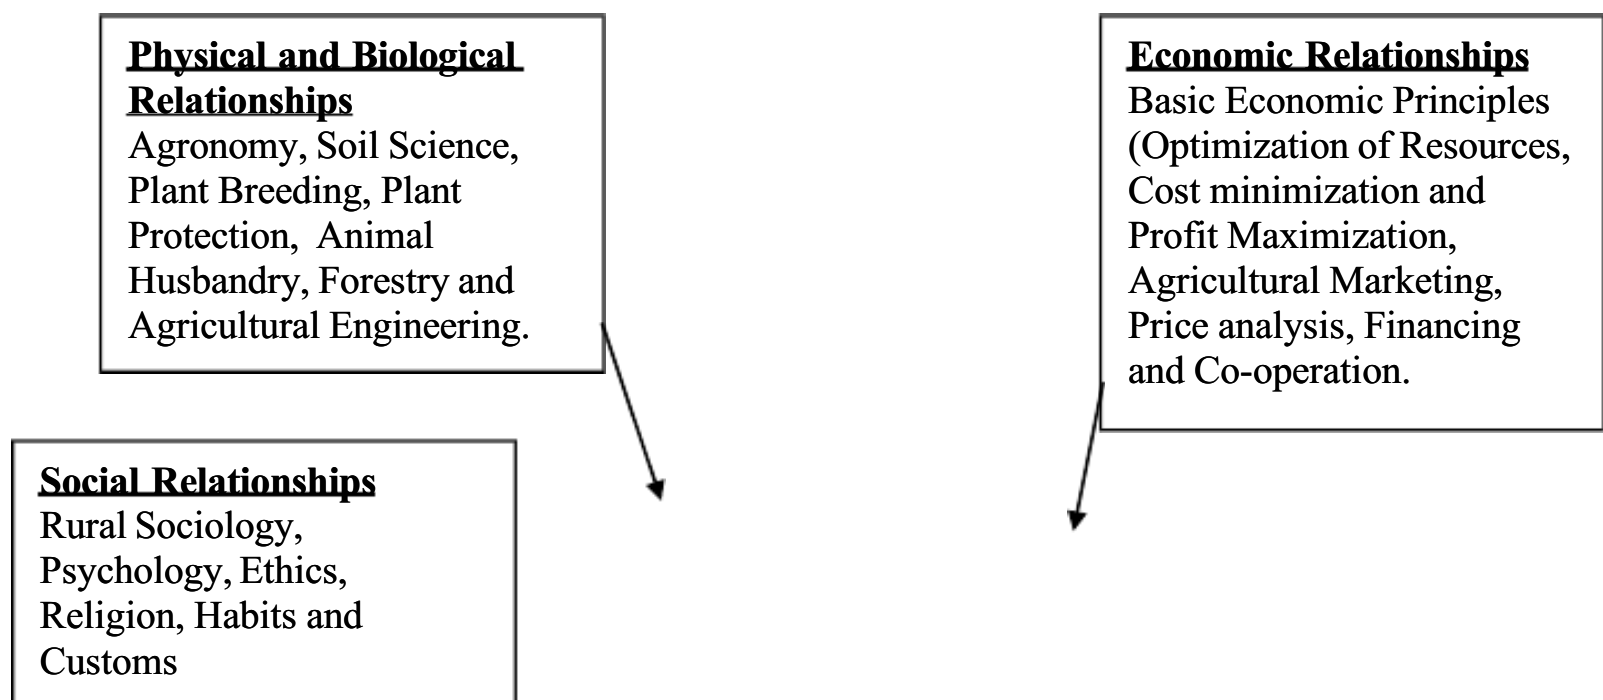 Physical and Biological
Relationships
Agronomy, Soil Science,
Plant Breeding, Plant
Protection,  Animal
Husbandry, Forestry and
Agricultural Engineering.
Economic Relationships
Basic Economic Principles
(Optimization of Resources,
Cost minimization and
Profit Maximization,
Agricultural Marketing,
Price analysis, Financing
and Co-operation.
Social Relationships
Rural Sociology,
Psychology, Ethics,
Religion, Habits and
Customs